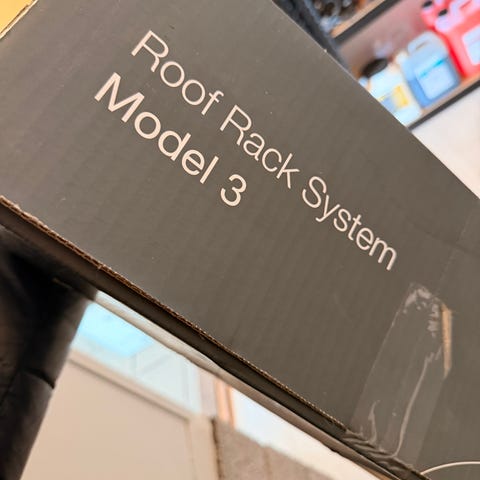 Roof Rack System
Model 3